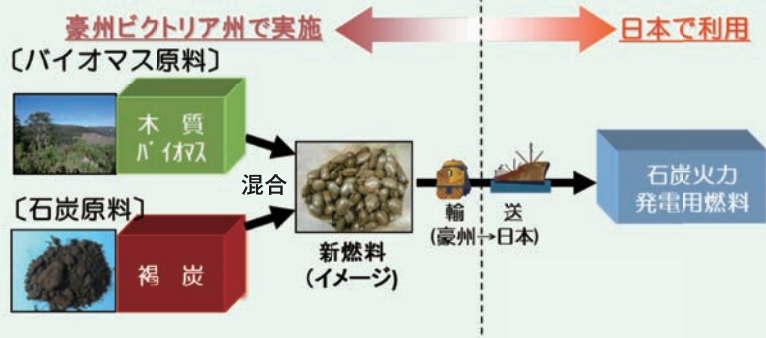 豪州ビクトリア州で実施
日本で利用
〔バイオマス原料〕
木 質
バイオマス
混合
〔石炭原料〕
褐 炭
新燃料
(イメージ)
輸 送
(豪州→日本)
石炭火力
発電用燃料